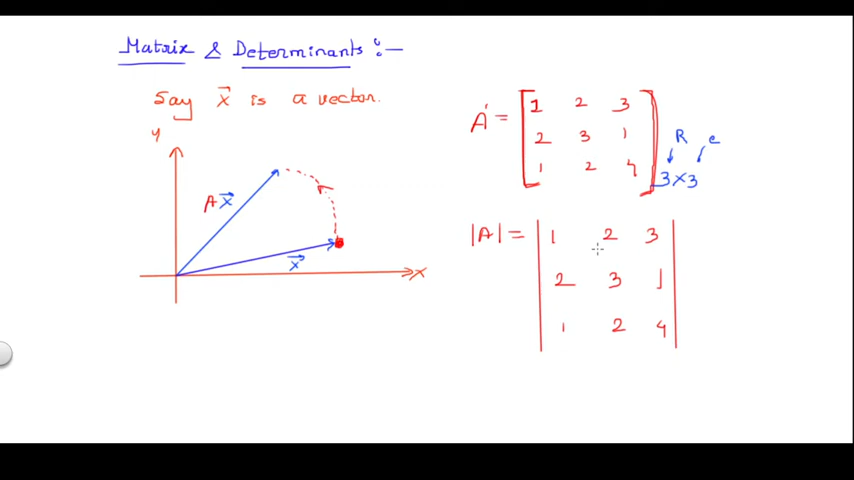 Matrix & Determinants :-
Say x⃗ is a vector.
y
Ax⃗
x⃗
x
A = [1 2 3
2 3 1
1 2 4] 3×3
R c
|A| = |1 2 3
2 3 1
1 2 4|